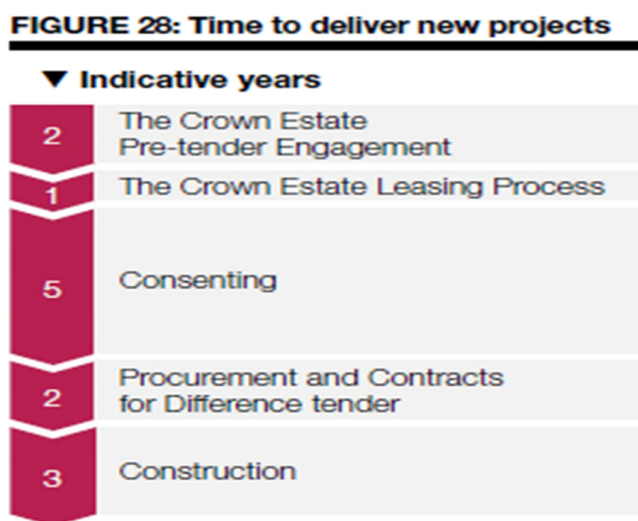 FIGURE 28: Time to deliver new projects
▼ Indicative years
2
The Crown Estate
Pre-tender Engagement
1
The Crown Estate Leasing Process
5
Consenting
2
Procurement and Contracts
for Difference tender
3
Construction